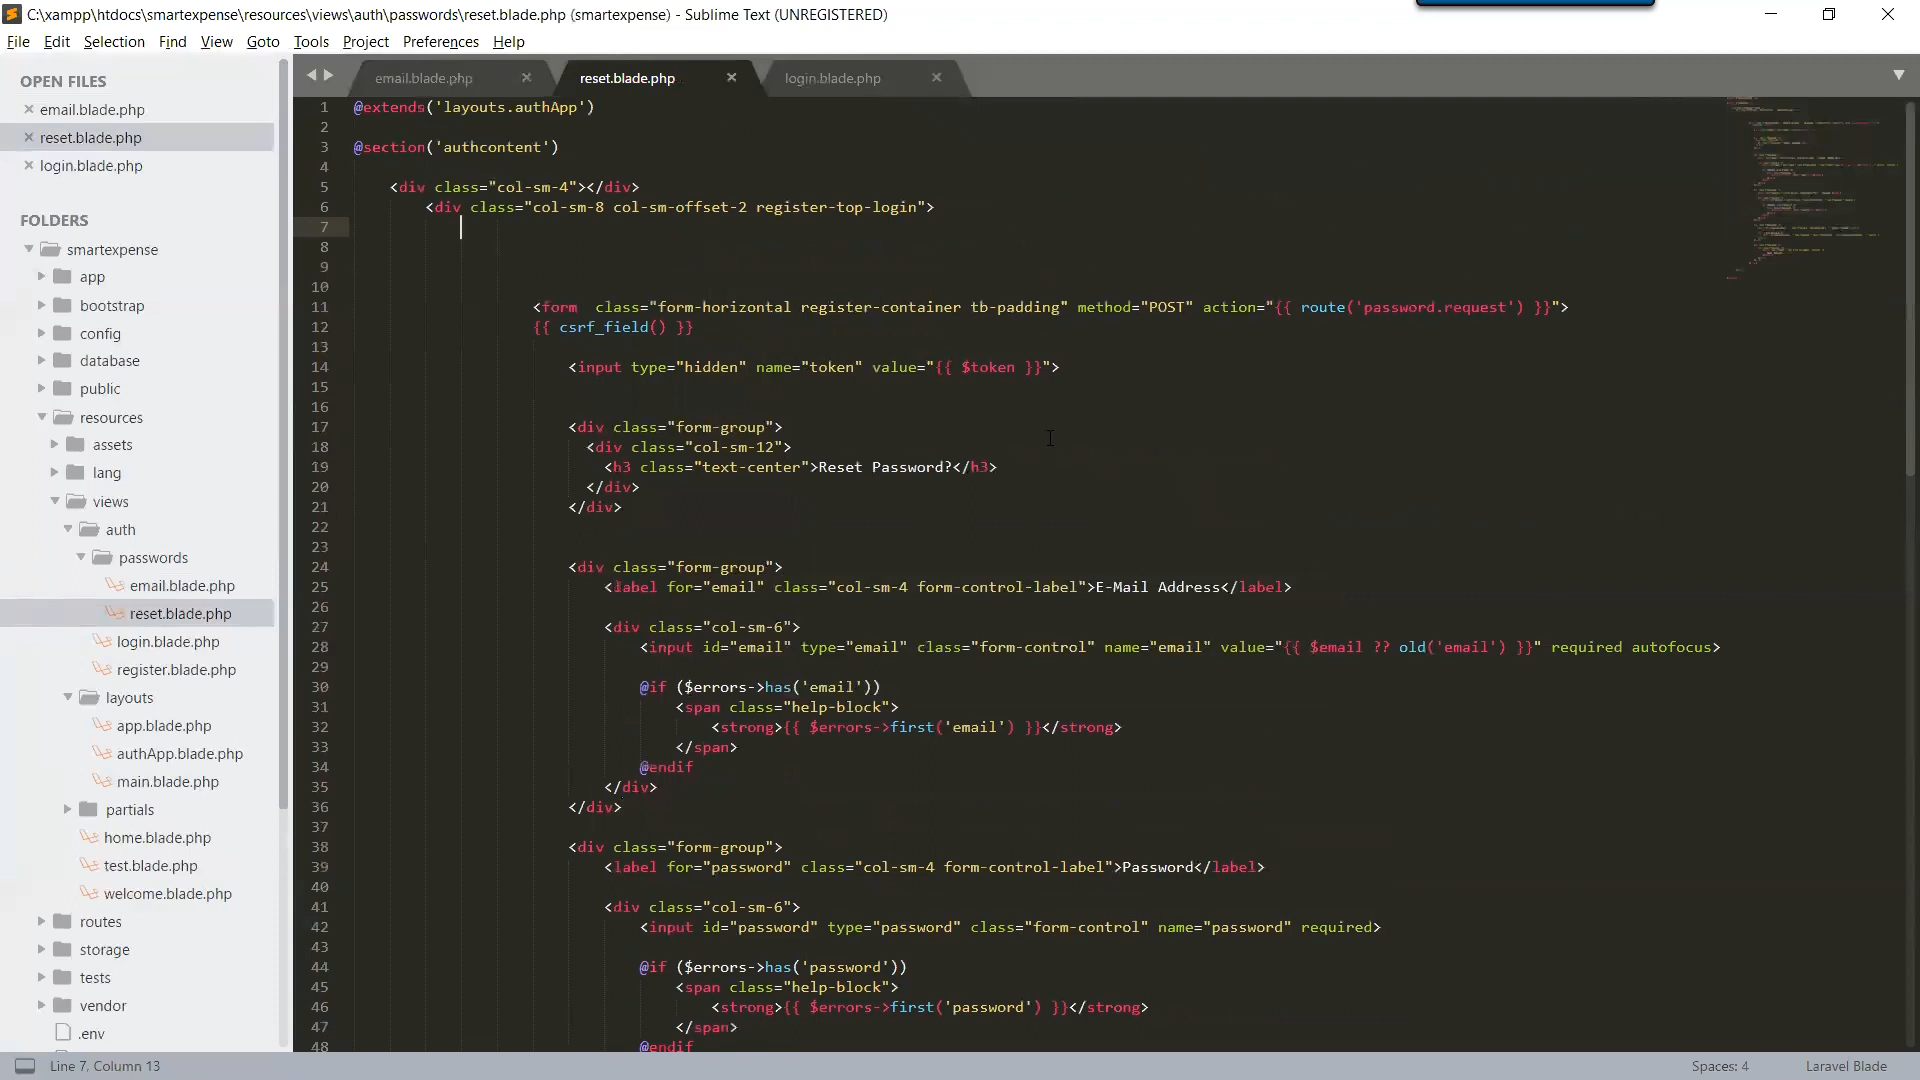 C:\xampp\htdocs\smartexpense\resources\views\auth\passwords\reset.blade.php (smartexpense) - Sublime Text (UNREGISTERED)
File Edit Selection Find View Goto Tools Project Preferences Help
OPEN FILES
email.blade.php
reset.blade.php
login.blade.php
FOLDERS
smartexpense
app
bootstrap
config
database
public
resources
assets
lang
views
auth
passwords
email.blade.php
reset.blade.php
login.blade.php
register.blade.php
layouts
app.blade.php
authApp.blade.php
main.blade.php
partials
home.blade.php
test.blade.php
welcome.blade.php
routes
storage
tests
vendor
.env
email.blade.php reset.blade.php login.blade.php
1 @extends('layouts.authApp')
2
3 @section('authcontent')
4
5 <div class="col-sm-4"></div>
6 <div class="col-sm-8 col-sm-offset-2 register-top-login">
7
8
9
10
11 <form  class="form-horizontal register-container tb-padding" method="POST" action="{{ route('password.request') }}">
12 {{ csrf_field() }}
13
14 <input type="hidden" name="token" value="{{ $token }}">
15
16
17 <div class="form-group">
18 <div class="col-sm-12">
19 <h3 class="text-center">Reset Password?</h3>
20 </div>
21 </div>
22
23
24 <div class="form-group">
25 <label for="email" class="col-sm-4 form-control-label">E-Mail Address</label>
26
27 <div class="col-sm-6">
28 <input id="email" type="email" class="form-control" name="email" value="{{ $email ?? old('email') }}" required autofocus>
29
30 @if ($errors->has('email'))
31 <span class="help-block">
32 <strong>{{ $errors->first('email') }}</strong>
33 </span>
34 @endif
35 </div>
36 </div>
37
38 <div class="form-group">
39 <label for="password" class="col-sm-4 form-control-label">Password</label>
40
41 <div class="col-sm-6">
42 <input id="password" type="password" class="form-control" name="password" required>
43
44 @if ($errors->has('password'))
45 <span class="help-block">
46 <strong>{{ $errors->first('password') }}</strong>
47 </span>
48 @endif
Line 7, Column 13 Spaces: 4 Laravel Blade